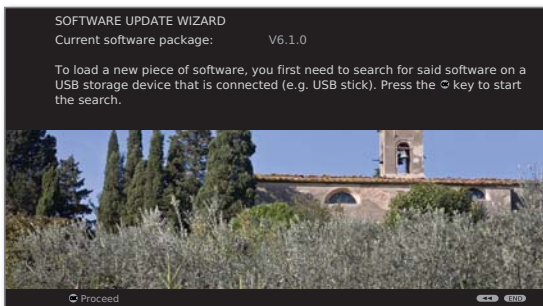 SOFTWARE UPDATE WIZARD
Current software package: V6.1.0
To load a new piece of software, you first need to search for said software on a
USB storage device that is connected (e.g. USB stick). Press the key to start
the search.
Proceed
END